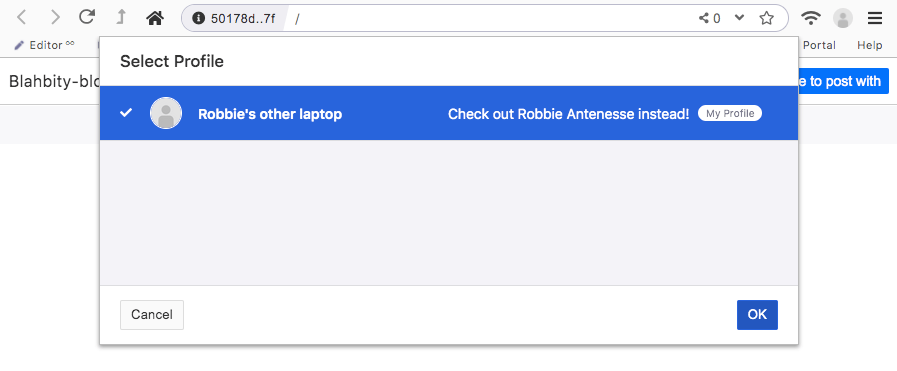 50178d..7f / 0
Editor Portal Help
Select Profile
Blahbity-blo e to post with
Robbie's other laptop Check out Robbie Antenesse instead! My Profile
Cancel OK